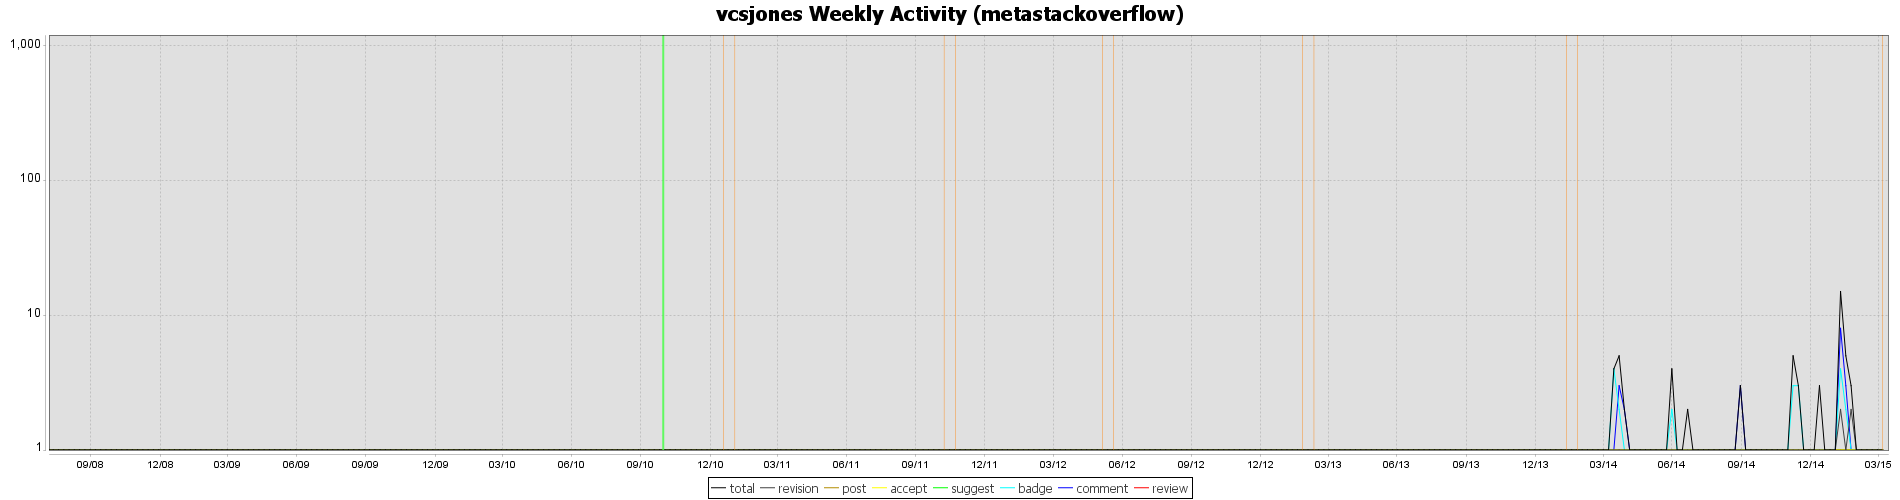 vcsjones Weekly Activity (metastackoverflow)
1,000
100
10
1
09/08 12/08 03/09 06/09 09/09 12/09 03/10 06/10 09/10 12/10 03/11 06/11 09/11 12/11 03/12 06/12 09/12 12/12 03/13 06/13 09/13 12/13 03/14 06/14 09/14 12/14 03/15
total revision post accept suggest badge comment review